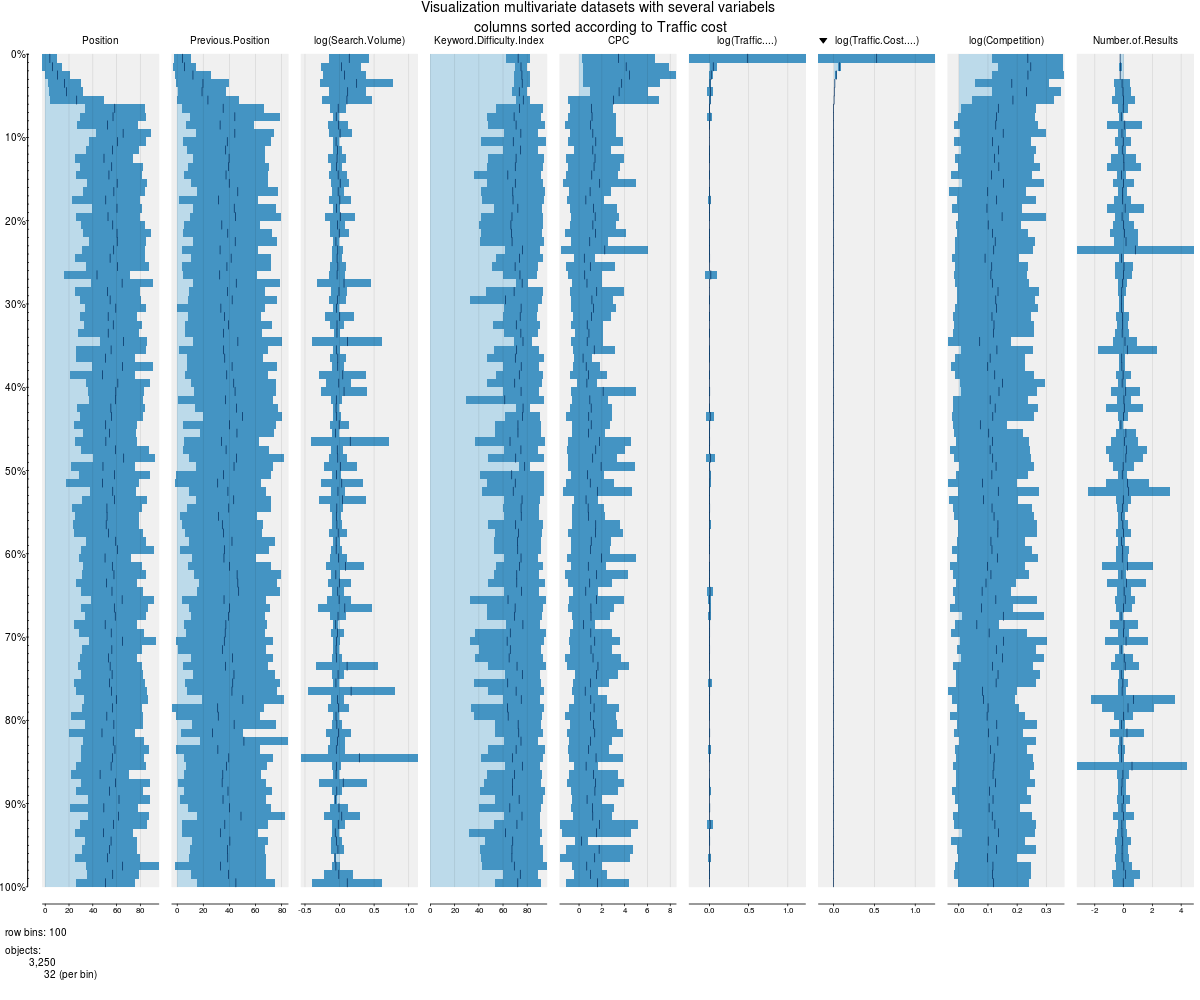 Visualization multivariate datasets with several variabels
columns sorted according to Traffic cost
Position Previous.Position log(Search.Volume) Keyword.Difficulty.Index CPC log(Traffic....) log(Traffic.Cost....) log(Competition) Number.of.Results
0%
10%
20%
30%
40%
50%
60%
70%
80%
90%
100%
0 20 40 60 80 0 20 40 60 80 -0.5 0.0 0.5 1.0 0 20 40 60 80 0 2 4 6 8 0.0 0.5 1.0 0.0 0.5 1.0 0.0 0.1 0.2 0.3 -2 0 2 4
row bins: 100
objects:
3,250
32 (per bin)